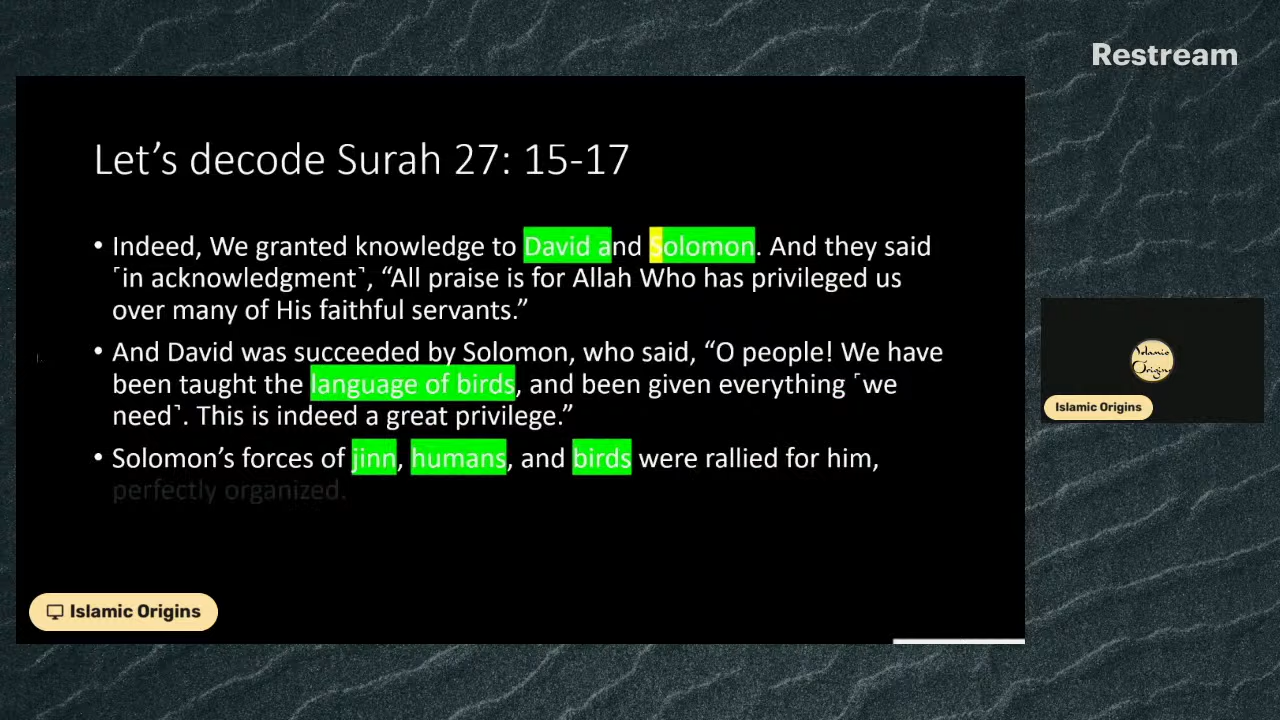 Restream
Let’s decode Surah 27: 15-17
• Indeed, We granted knowledge to David and Solomon. And they said
˹in acknowledgment˺, “All praise is for Allah Who has privileged us
over many of His faithful servants.”
• And David was succeeded by Solomon, who said, “O people! We have
been taught the language of birds, and been given everything ˹we
need˺. This is indeed a great privilege.”
• Solomon’s forces of jinn, humans, and birds were rallied for him,
perfectly organized.
Islamic Origins
Islamic
Origins
Islamic Origins